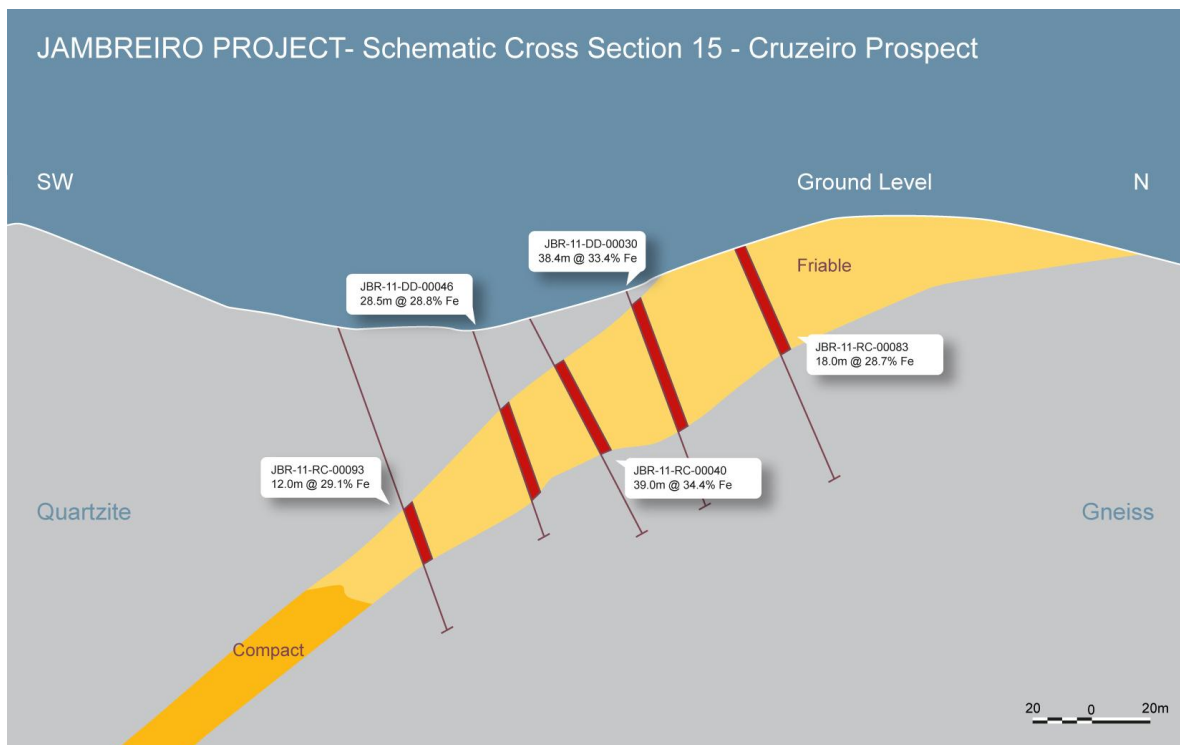 JAMBREIRO PROJECT- Schematic Cross Section 15 - Cruzeiro Prospect
SW
Ground Level
N
JBR-11-DD-00030
38.4m @ 33.4% Fe
Friable
JBR-11-DD-00046
28.5m @ 28.8% Fe
JBR-11-RC-00083
18.0m @ 28.7% Fe
JBR-11-RC-00093
12.0m @ 29.1% Fe
JBR-11-RC-00040
39.0m @ 34.4% Fe
Quartzite
Gneiss
Compact
20 0 20m